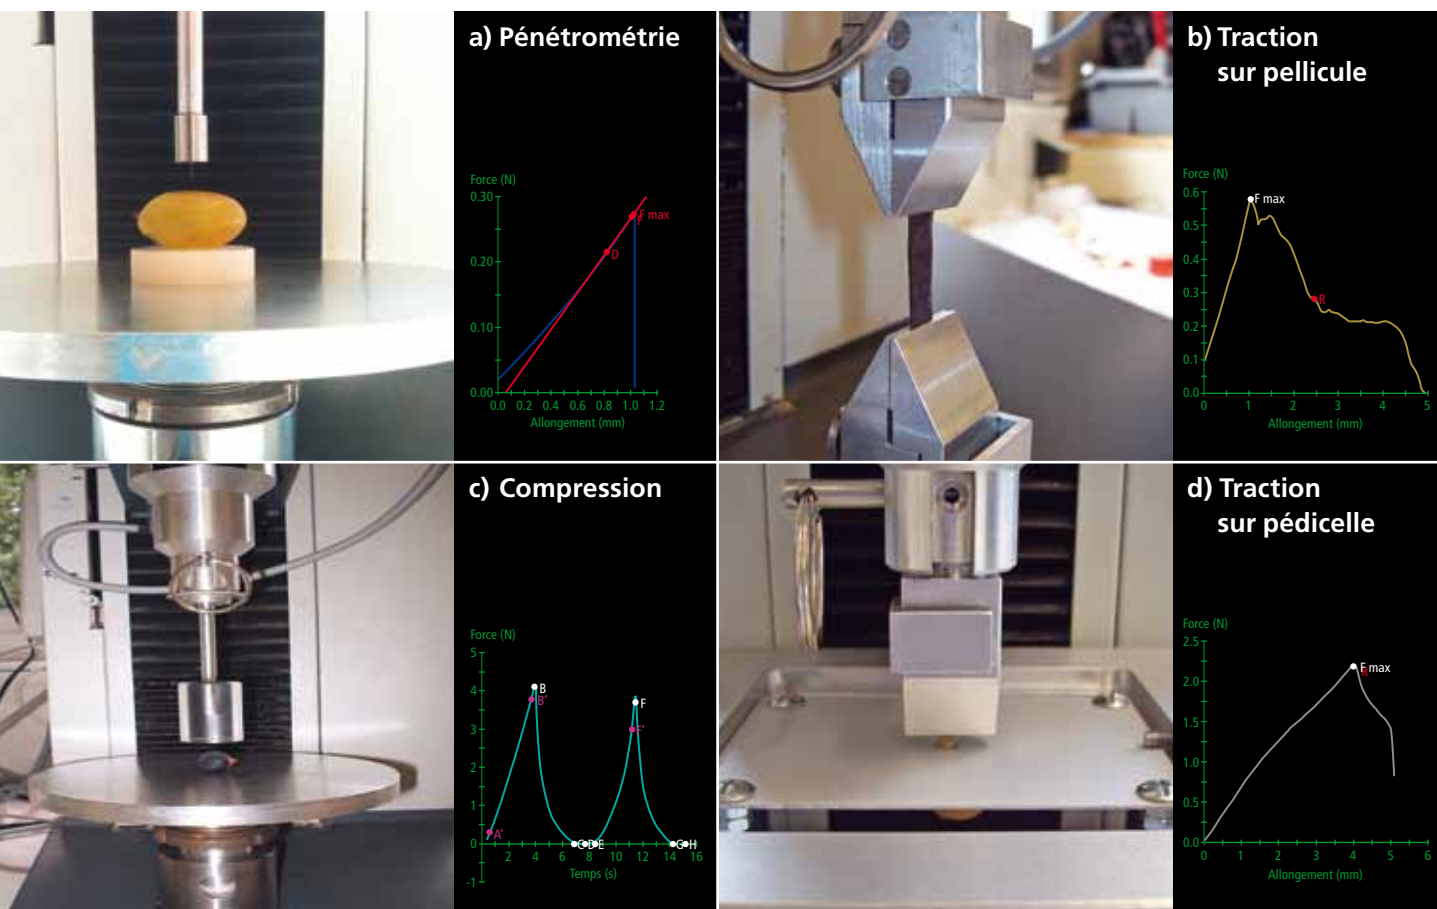 a) Pénétrométrie
Force (N)
0.30
F max
F
D
0.20
0.10
0.00
0.0 0.2 0.4 0.6 0.8 1.0 1.2
Allongement (mm)
b) Traction
sur pellicule
Force (N)
0.6
F max
0.5
0.4
0.3
R
0.2
0.1
0.0
0 1 2 3 4 5
Allongement (mm)
c) Compression
Force (N)
5
4
B
B'
F
3
F'
2
1
A'
0
C D E G H
2 4 6 8 10 12 14 16
-1
Temps (s)
d) Traction
sur pédicelle
Force (N)
2.5
F max
R
2.0
1.5
1.0
0.5
0.0
0 1 2 3 4 5 6
Allongement (mm)